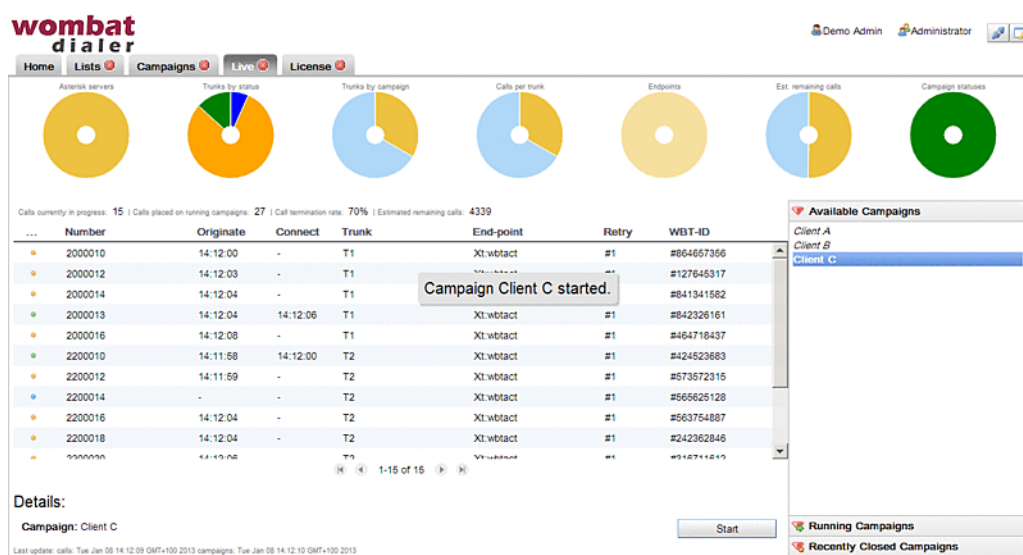 wombat
dialer
Demo Admin Administrator
Home Lists Campaigns Live License
Asterisk servers Trunks by status Trunks by campaign Calls per trunk Endpoints Est. remaining calls Campaign statuses
Calls currently in progress: 15 | Calls placed on running campaigns: 27 | Call termination rate: 70% | Estimated remaining calls: 4339
Available Campaigns
... Number Originate Connect Trunk End-point Retry WBT-ID
Client A
Client B
Client C
2000010 14:12:00 - T1 Xt:wbtact #1 #864667356
2000012 14:12:03 - T1 #127645317
Campaign Client C started.
2000014 14:12:04 - T1 #841341582
2000013 14:12:04 14:12:06 T1 Xt:wbtact #1 #842326161
2000016 14:12:08 - T1 Xt:wbtact #1 #464718437
2200010 14:11:58 14:12:00 T2 Xt:wbtact #1 #424523683
2200012 14:11:59 - T2 Xt:wbtact #1 #573572315
2200014 - - T2 Xt:wbtact #1 #565625128
2200016 14:12:04 - T2 Xt:wbtact #1 #563754887
2200018 14:12:04 - T2 Xt:wbtact #1 #242362846
1-15 of 15
Details:
Campaign: Client C
Start
Running Campaigns
Recently Closed Campaigns
Last update: calls: Tue Jan 08 14:12:09 GMT+100 2013 campaigns: Tue Jan 08 14:12:10 GMT+100 2013